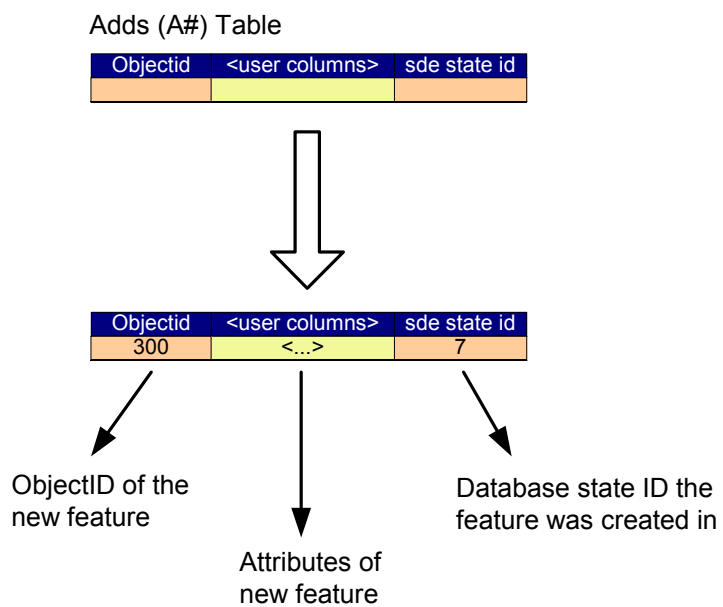 Adds (A#) Table
Objectid <user columns> sde state id
Objectid <user columns> sde state id
300 <...> 7
ObjectID of the
new feature
Attributes of
new feature
Database state ID the
feature was created in